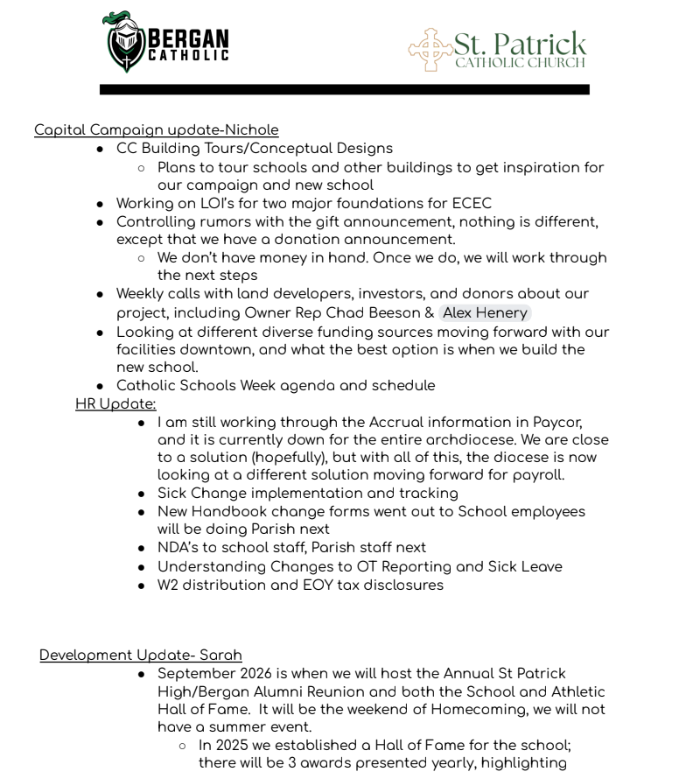 BERGAN
CATHOLIC
St. Patrick
CATHOLIC CHURCH
Capital Campaign update-Nichole
● CC Building Tours/Conceptual Designs
○ Plans to tour schools and other buildings to get inspiration for
our campaign and new school
● Working on LOI's for two major foundations for ECEC
● Controlling rumors with the gift announcement, nothing is different,
except that we have a donation announcement.
○ We don't have money in hand. Once we do, we will work through
the next steps
● Weekly calls with land developers, investors, and donors about our
project, including Owner Rep Chad Beeson & Alex Henery
● Looking at different diverse funding sources moving forward with our
facilities downtown, and what the best option is when we build the
new school.
● Catholic Schools Week agenda and schedule
HR Update:
● I am still working through the Accrual information in Paycor,
and it is currently down for the entire archdiocese. We are close
to a solution (hopefully), but with all of this, the diocese is now
looking at a different solution moving forward for payroll.
● Sick Change implementation and tracking
● New Handbook change forms went out to School employees
will be doing Parish next
● NDA's to school staff, Parish staff next
● Understanding Changes to OT Reporting and Sick Leave
● W2 distribution and EOY tax disclosures
Development Update- Sarah
● September 2026 is when we will host the Annual St Patrick
High/Bergan Alumni Reunion and both the School and Athletic
Hall of Fame.  It will be the weekend of Homecoming, we will not
have a summer event.
○ In 2025 we established a Hall of Fame for the school;
there will be 3 awards presented yearly, highlighting